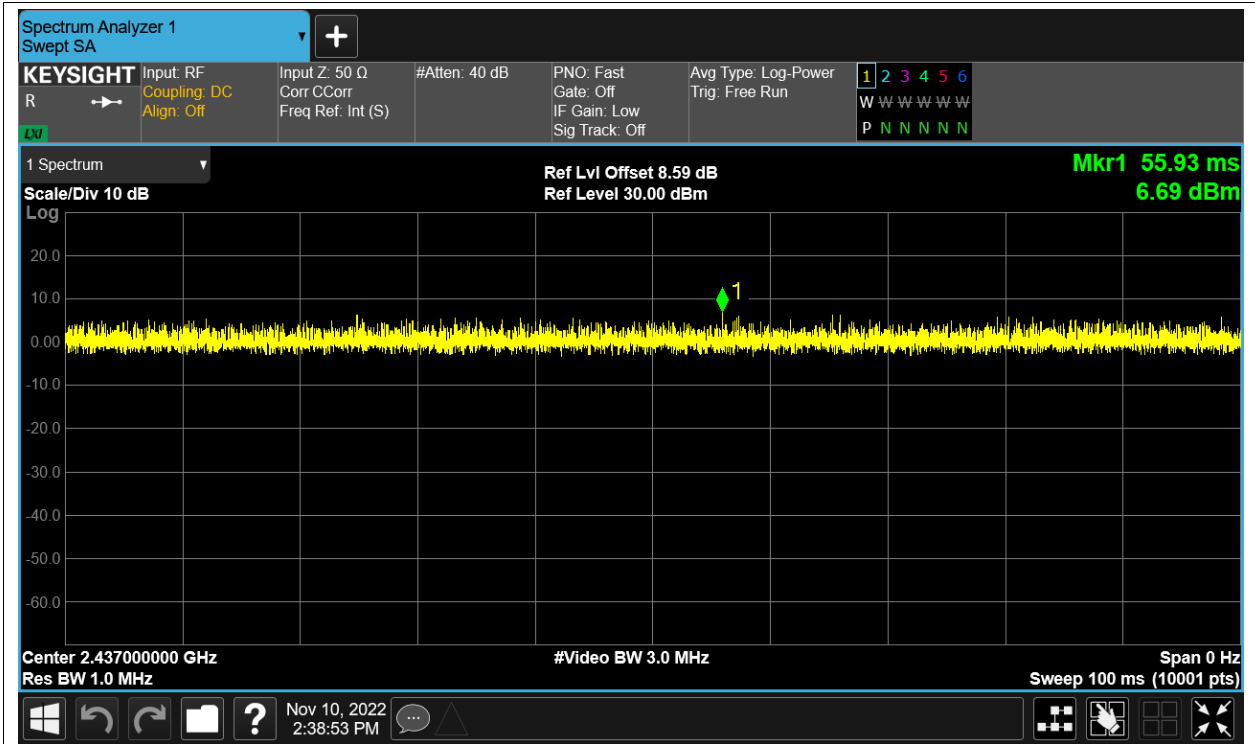 Spectrum Analyzer 1
Swept SA
KEYSIGHT
R
LXI
Input: RF
Coupling: DC
Align: Off
Input Z: 50 Ω
Corr CCorr
Freq Ref: Int (S)
#Atten: 40 dB
PNO: Fast
Gate: Off
IF Gain: Low
Sig Track: Off
Avg Type: Log-Power
Trig: Free Run
1 2 3 4 5 6
W W W W W W
P N N N N N
1 Spectrum
Ref Lvl Offset 8.59 dB
Mkr1 55.93 ms
Scale/Div 10 dB
Ref Level 30.00 dBm
6.69 dBm
Log
20.0
10.0
1
0.00
-10.0
-20.0
-30.0
-40.0
-50.0
-60.0
Center 2.437000000 GHz
#Video BW 3.0 MHz
Span 0 Hz
Res BW 1.0 MHz
Sweep 100 ms (10001 pts)
?
Nov 10, 2022
2:38:53 PM